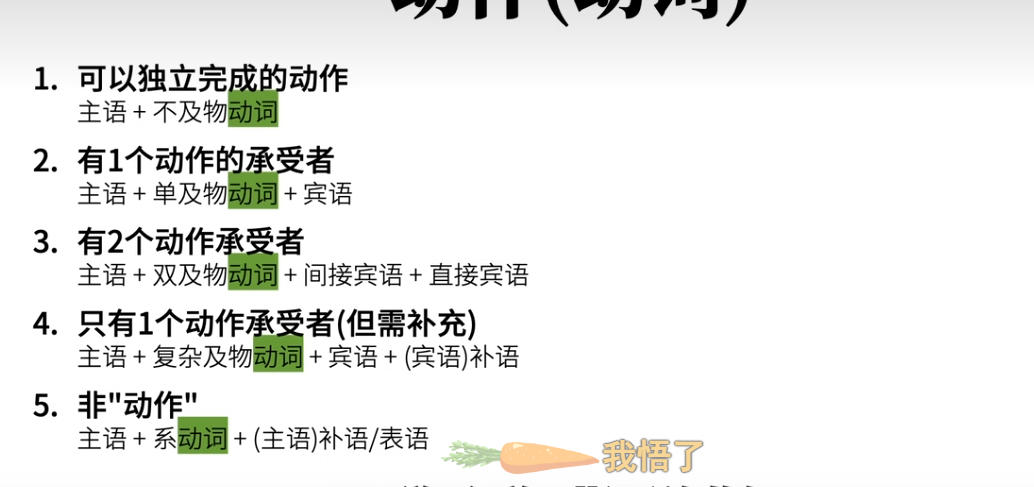 动作(动词)
1. 可以独立完成的动作
主语 + 不及物动词
2. 有1个动作的承受者
主语 + 单及物动词 + 宾语
3. 有2个动作承受者
主语 + 双及物动词 + 间接宾语 + 直接宾语
4. 只有1个动作承受者(但需补充)
主语 + 复杂及物动词 + 宾语 + (宾语)补语
5. 非"动作"
主语 + 系动词 + (主语)补语/表语
我悟了